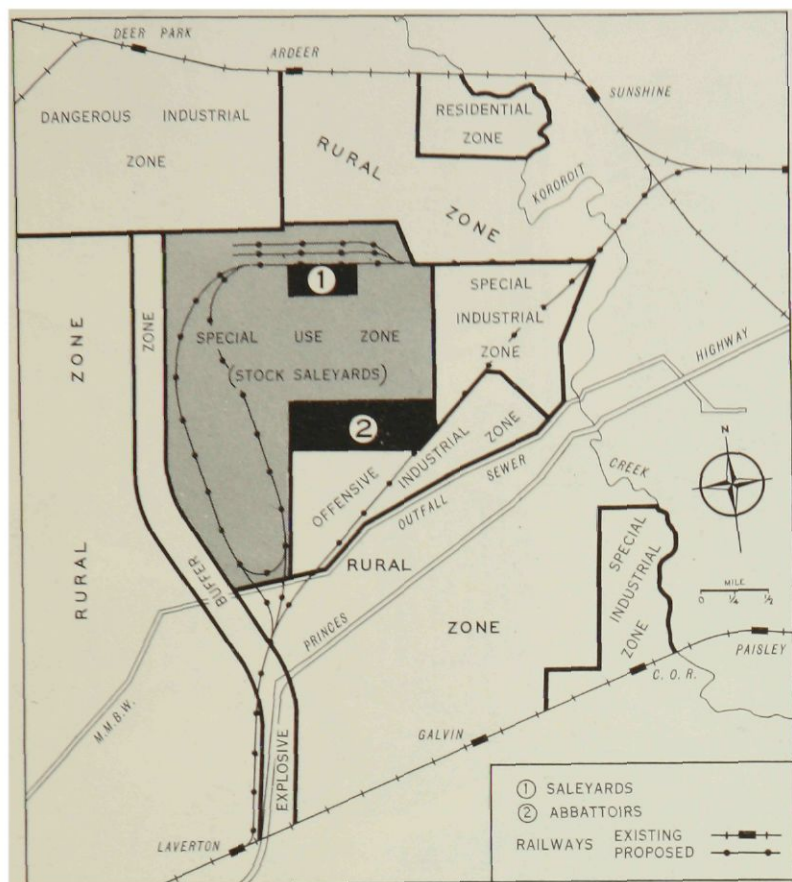 DEER PARK
ARDEER
SUNSHINE
DANGEROUS INDUSTRIAL
ZONE
RESIDENTIAL
ZONE
RURAL
ZONE
KOROROIT
1
SPECIAL
INDUSTRIAL
ZONE
SPECIAL USE ZONE
(STOCK SALEYARDS)
2
ZONE
RURAL
ZONE
HIGHWAY
OFFENSIVE
INDUSTRIAL
ZONE
OUTFALL SEWER
CREEK
N
RURAL
ZONE
BUFFER
EXPLOSIVE
PRINCES
SPECIAL
INDUSTRIAL
ZONE
MILE
0 ¼ ½
PAISLEY
C. O. R.
M.M.B.W.
GALVIN
LAVERTON
1 SALEYARDS
2 ABBATTOIRS
RAILWAYS EXISTING
PROPOSED